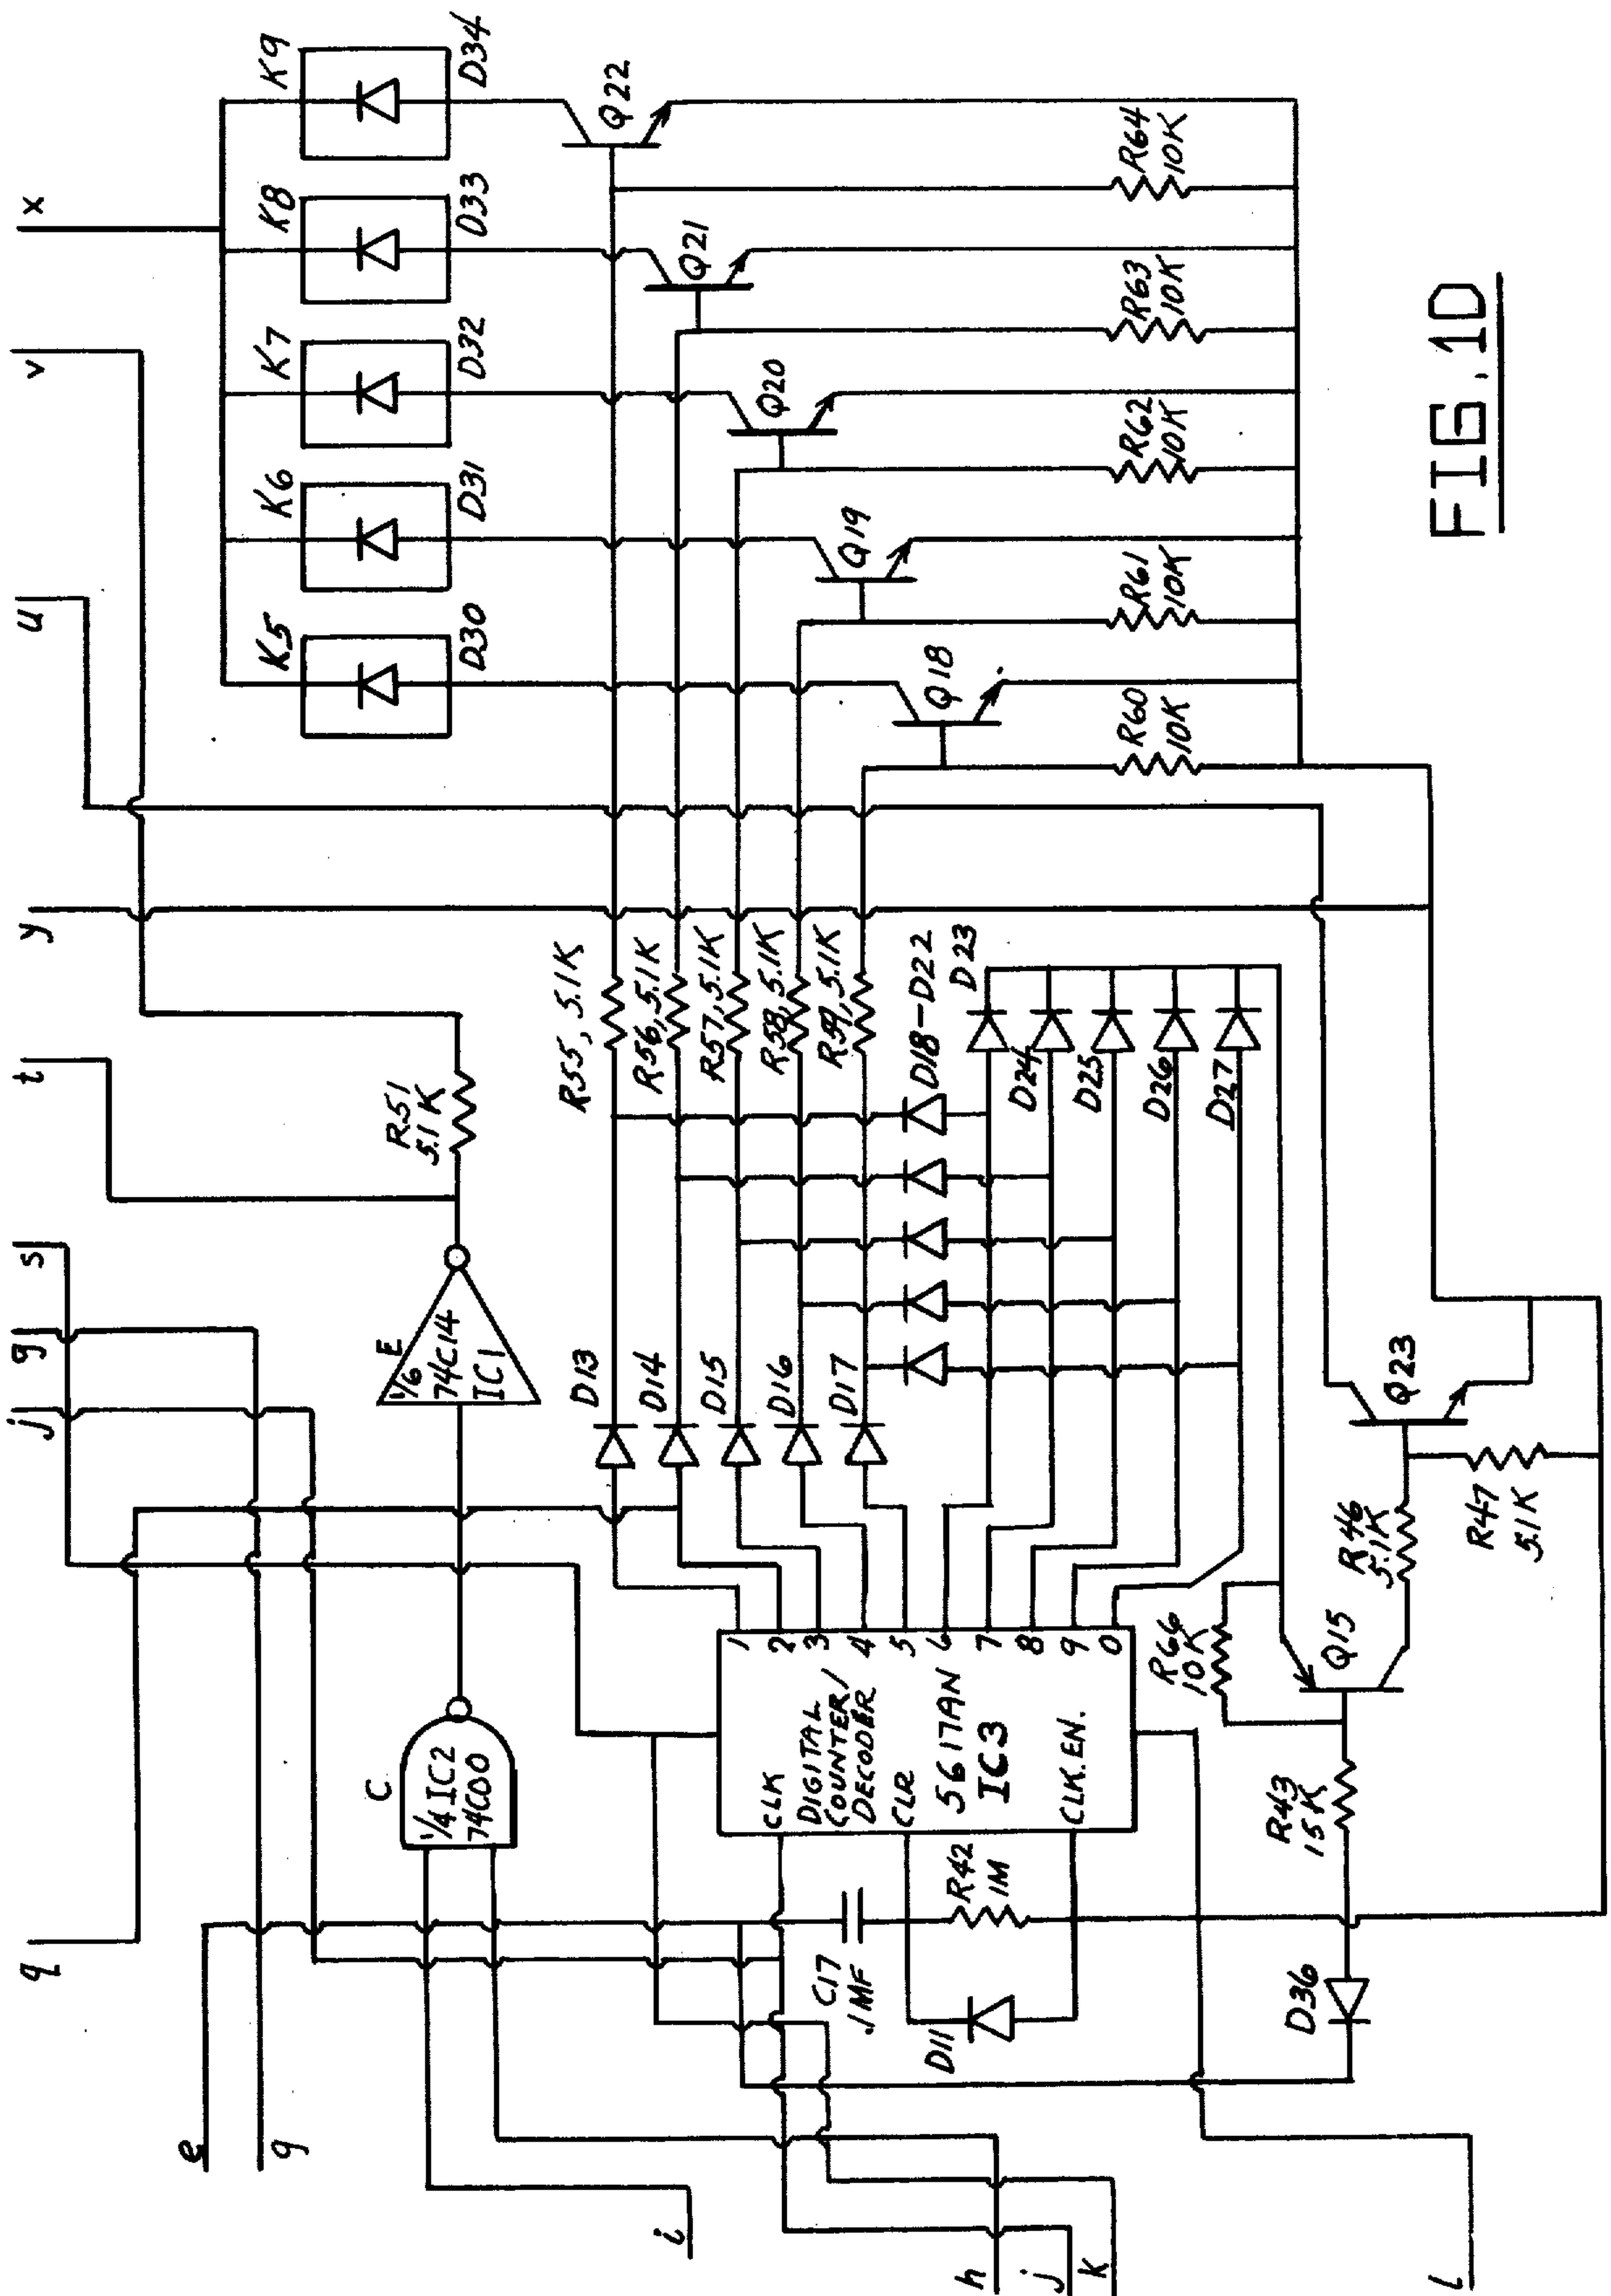 e
g
q
j
g
s
t
y
u
v
x
i
h
j
k
L
C
1/4 IC2
74C00
1/6 E
74C14
IC1
R51
5.1K
K5
K6
K7
K8
K9
D30
D31
D32
D33
D34
D13
D14
D15
D16
D17
R55, 5.1K
R56, 5.1K
R57, 5.1K
R58, 5.1K
R59, 5.1K
Q18
Q19
Q20
Q21
Q22
CLK
DIGITAL
COUNTER/
DECODER
CLR
5617AN
IC3
CLK.EN.
1
2
3
4
5
6
7
8
9
0
C17
.1MF
R42
1M
D11
D18-D22
D23
D24
D25
D26
D27
R60
10K
R61
10K
R62
10K
R63
10K
R64
10K
D36
R43
15K
R66
10K
Q15
R46
5.1K
R47
5.1K
Q23
FIG. 1D